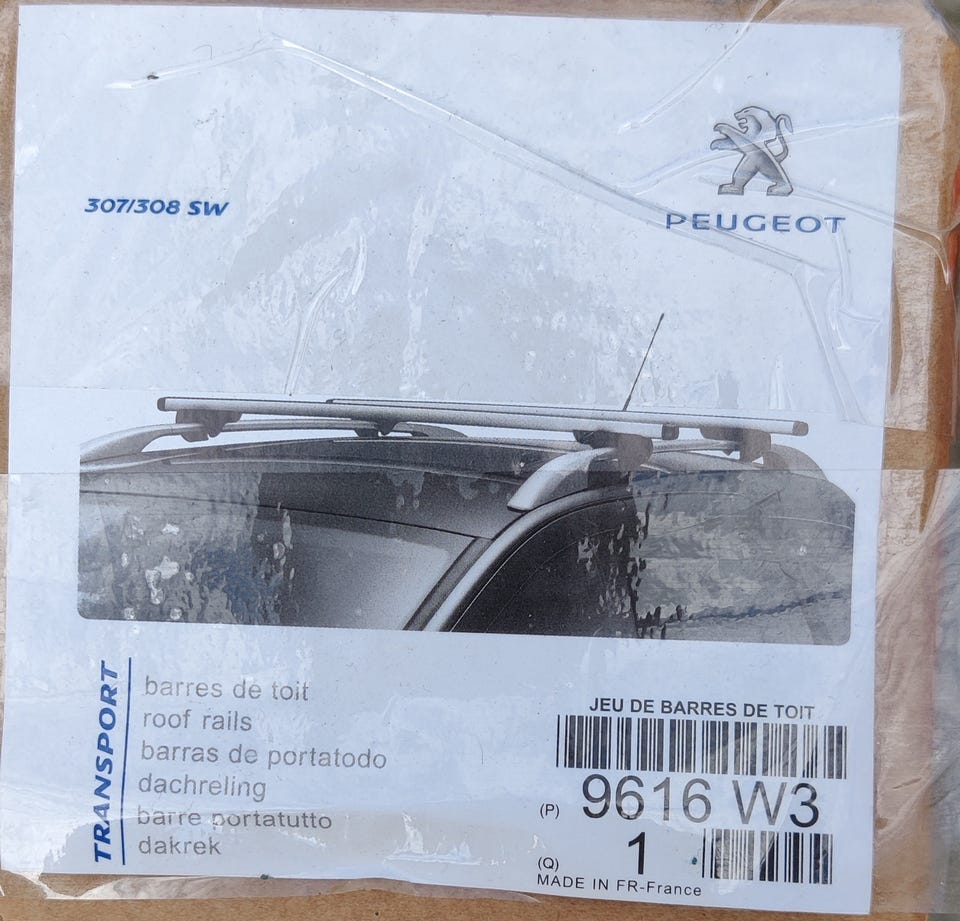 307/308 SW
PEUGEOT
TRANSPORT
barres de toit
roof rails
barras de portatodo
dachreling
barre portatutto
dakrek
JEU DE BARRES DE TOIT
(P) 9616 W3
(Q) 1
MADE IN FR-France